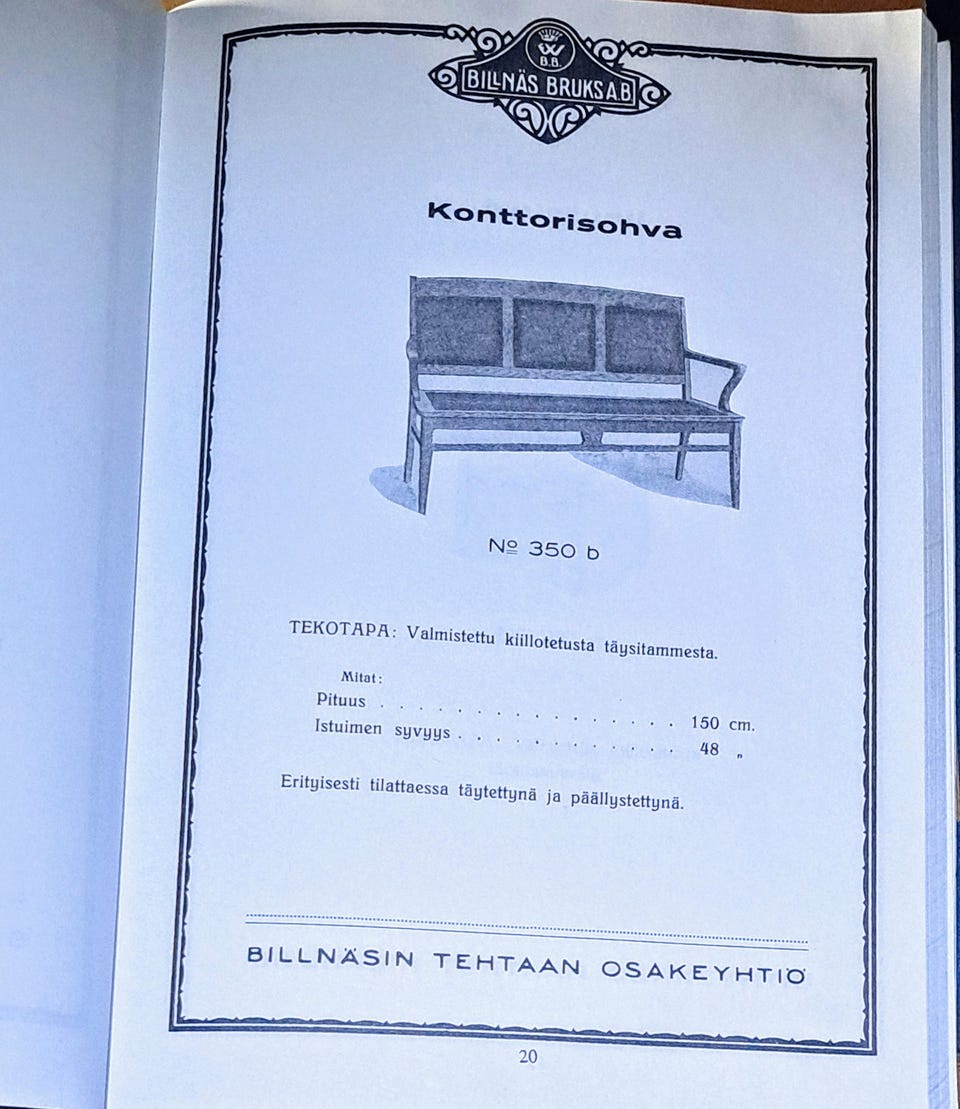 W
B.B.
BILLNÄS BRUKS A.B.
Konttorisohva
Nº 350 b
TEKOTAPA: Valmistettu kiillotetusta täysitammesta.
Mitat:
Pituus . . . . . . . . . . . . . . . . 150 cm.
Istuimen syvyys . . . . . . . . . . . . 48 „
Erityisesti tilattaessa täytettynä ja päällystettynä.
BILLNÄSIN TEHTAAN OSAKEYHTIÖ
20